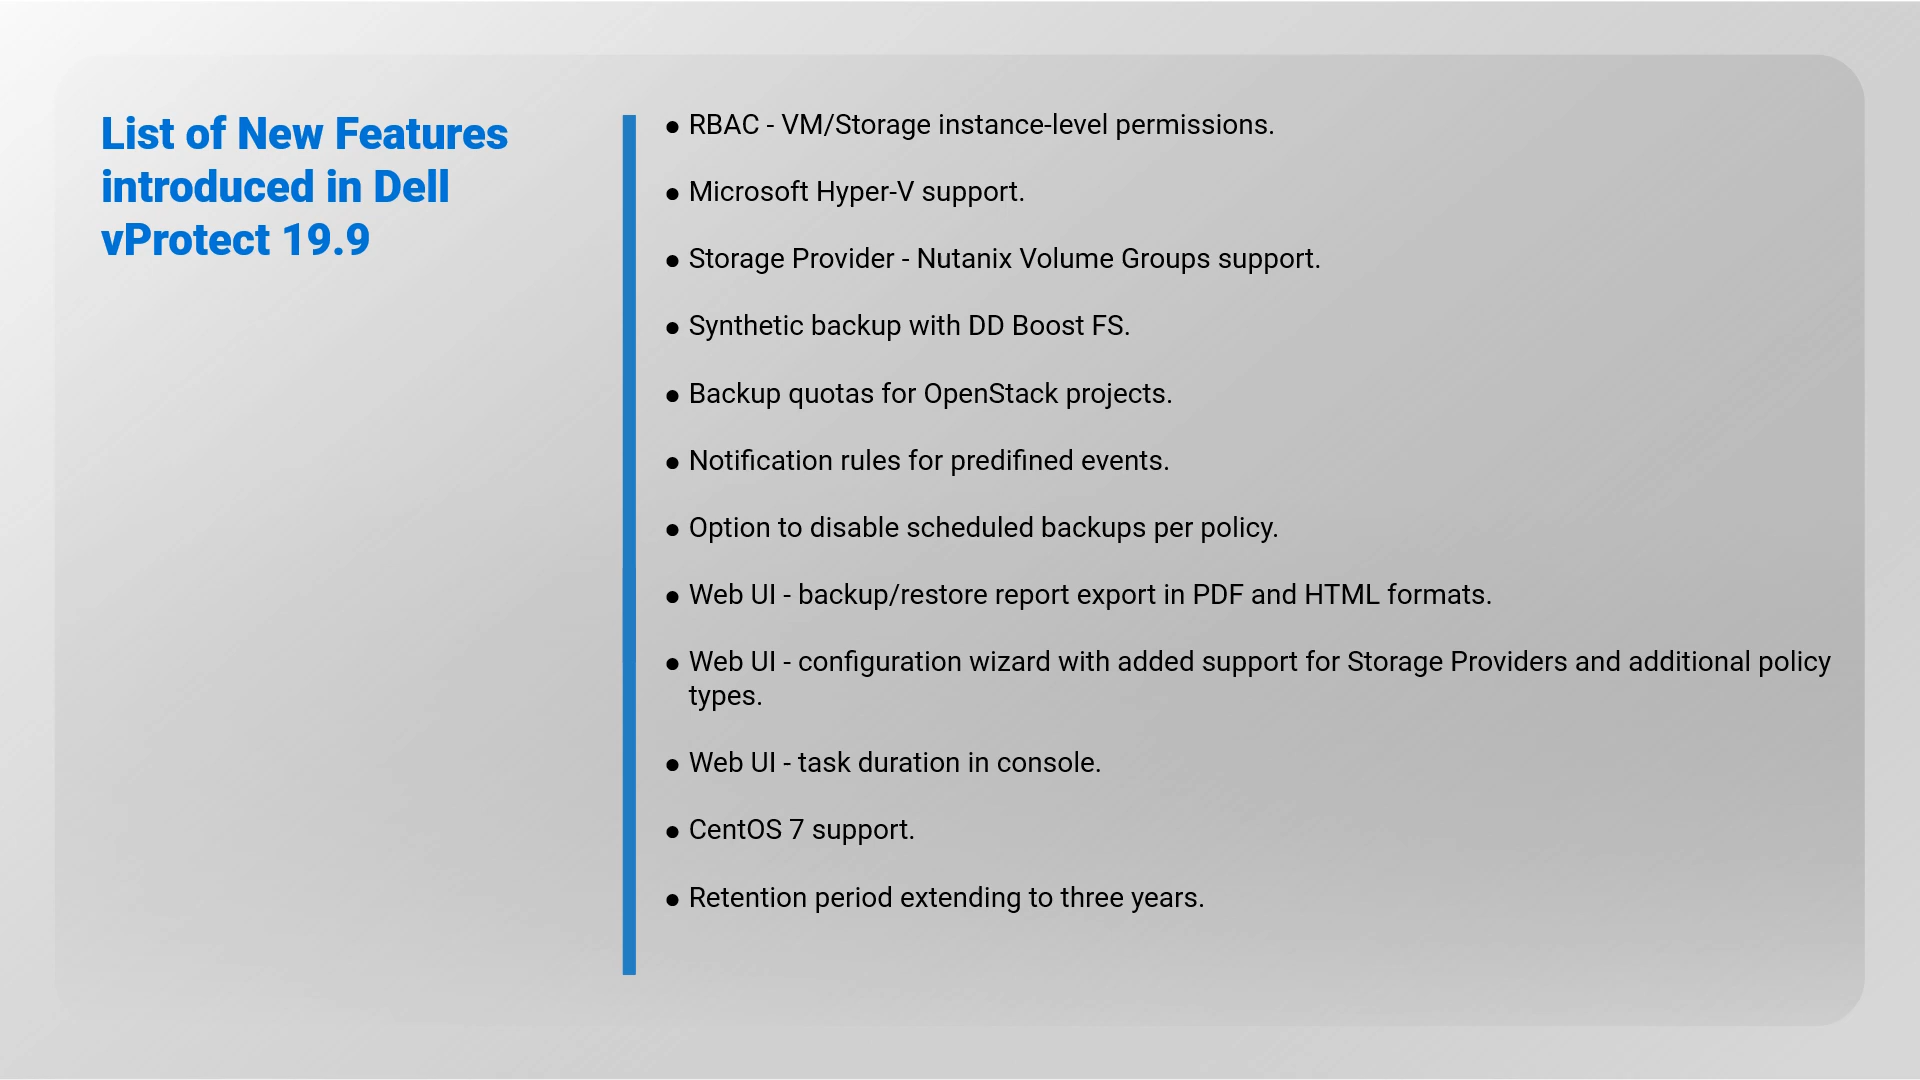 List of New Features
introduced in Dell
vProtect 19.9
● RBAC - VM/Storage instance-level permissions.
● Microsoft Hyper-V support.
● Storage Provider - Nutanix Volume Groups support.
● Synthetic backup with DD Boost FS.
● Backup quotas for OpenStack projects.
● Notification rules for predifined events.
● Option to disable scheduled backups per policy.
● Web UI - backup/restore report export in PDF and HTML formats.
● Web UI - configuration wizard with added support for Storage Providers and additional policy
types.
● Web UI - task duration in console.
● CentOS 7 support.
● Retention period extending to three years.